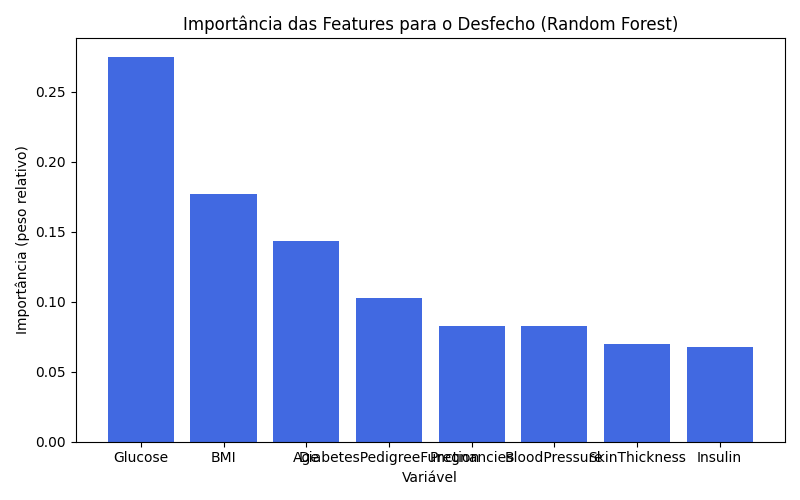 Importância das Features para o Desfecho (Random Forest)
Importância (peso relativo)
0.25
0.20
0.15
0.10
0.05
0.00
Glucose BMI Age DiabetesPedigreeFunction Pregnancies BloodPressure SkinThickness Insulin
Variável